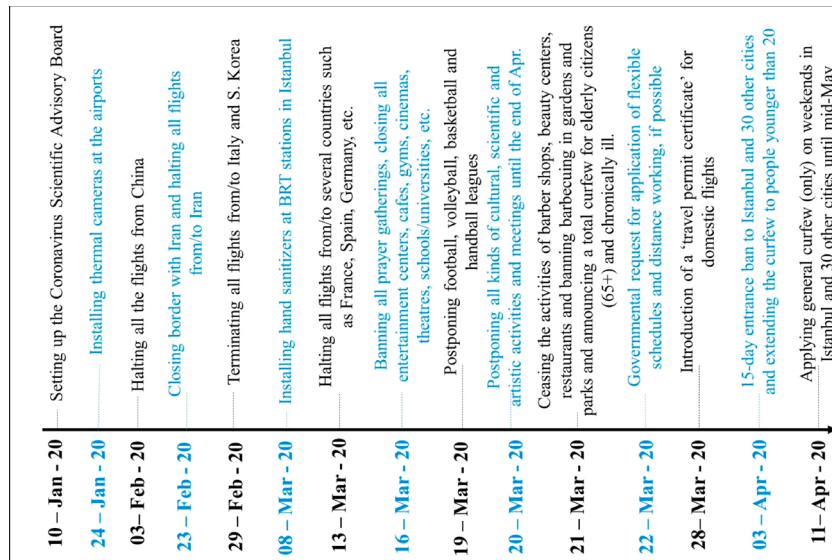 10 – Jan - 20
Setting up the Coronavirus Scientific Advisory Board
24 – Jan - 20
Installing thermal cameras at the airports
03– Feb - 20
Halting all the flights from China
23 – Feb - 20
Closing border with Iran and halting all flights
from/to Iran
29 – Feb - 20
Terminating all flights from/to Italy and S. Korea
08 – Mar - 20
Installing hand sanitizers at BRT stations in Istanbul
13 – Mar - 20
Halting all flights from/to several countries such
as France, Spain, Germany, etc.
16 – Mar - 20
Banning all prayer gatherings, closing all
entertainment centers, cafes, gyms, cinemas,
theatres, schools/universities, etc.
19 – Mar - 20
Postponing football, volleyball, basketball and
handball leagues
20 – Mar - 20
Postponing all kinds of cultural, scientific and
artistic activities and meetings until the end of Apr.
21 – Mar - 20
Ceasing the activities of barber shops, beauty centers,
restaurants and banning barbecuing in gardens and
parks and announcing a total curfew for elderly citizens
(65+) and chronically ill.
22 – Mar - 20
Governmental request for application of flexible
schedules and distance working, if possible
28– Mar - 20
Introduction of a ‘travel permit certificate’ for
domestic flights
03 – Apr - 20
15-day entrance ban to Istanbul and 30 other cities
and extending the curfew to people younger than 20
11– Apr - 20
Applying general curfew (only) on weekends in
Istanbul and 30 other cities until mid-May